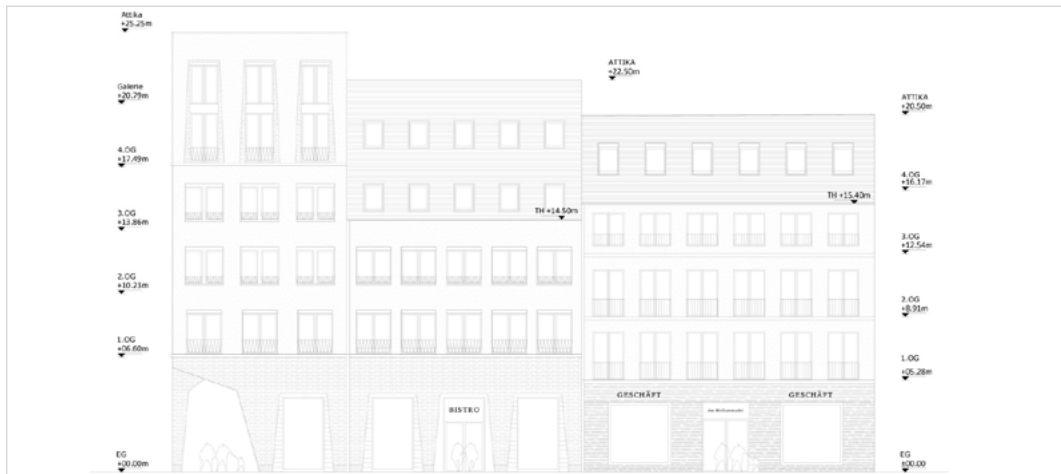 Attika
+25.25m
Galerie
+20.79m
4.OG
+17.49m
3.OG
+13.86m
2.OG
+10.23m
1.OG
+06.60m
EG
±00.00m
TH +14.50m
BISTRO
ATTIKA
+22.50m
TH +15.40m
GESCHÄFT
GESCHÄFT
ATTIKA
+20.50m
4.OG
+16.17m
3.OG
+12.54m
2.OG
+8.91m
1.OG
+05.28m
EG
±00.00